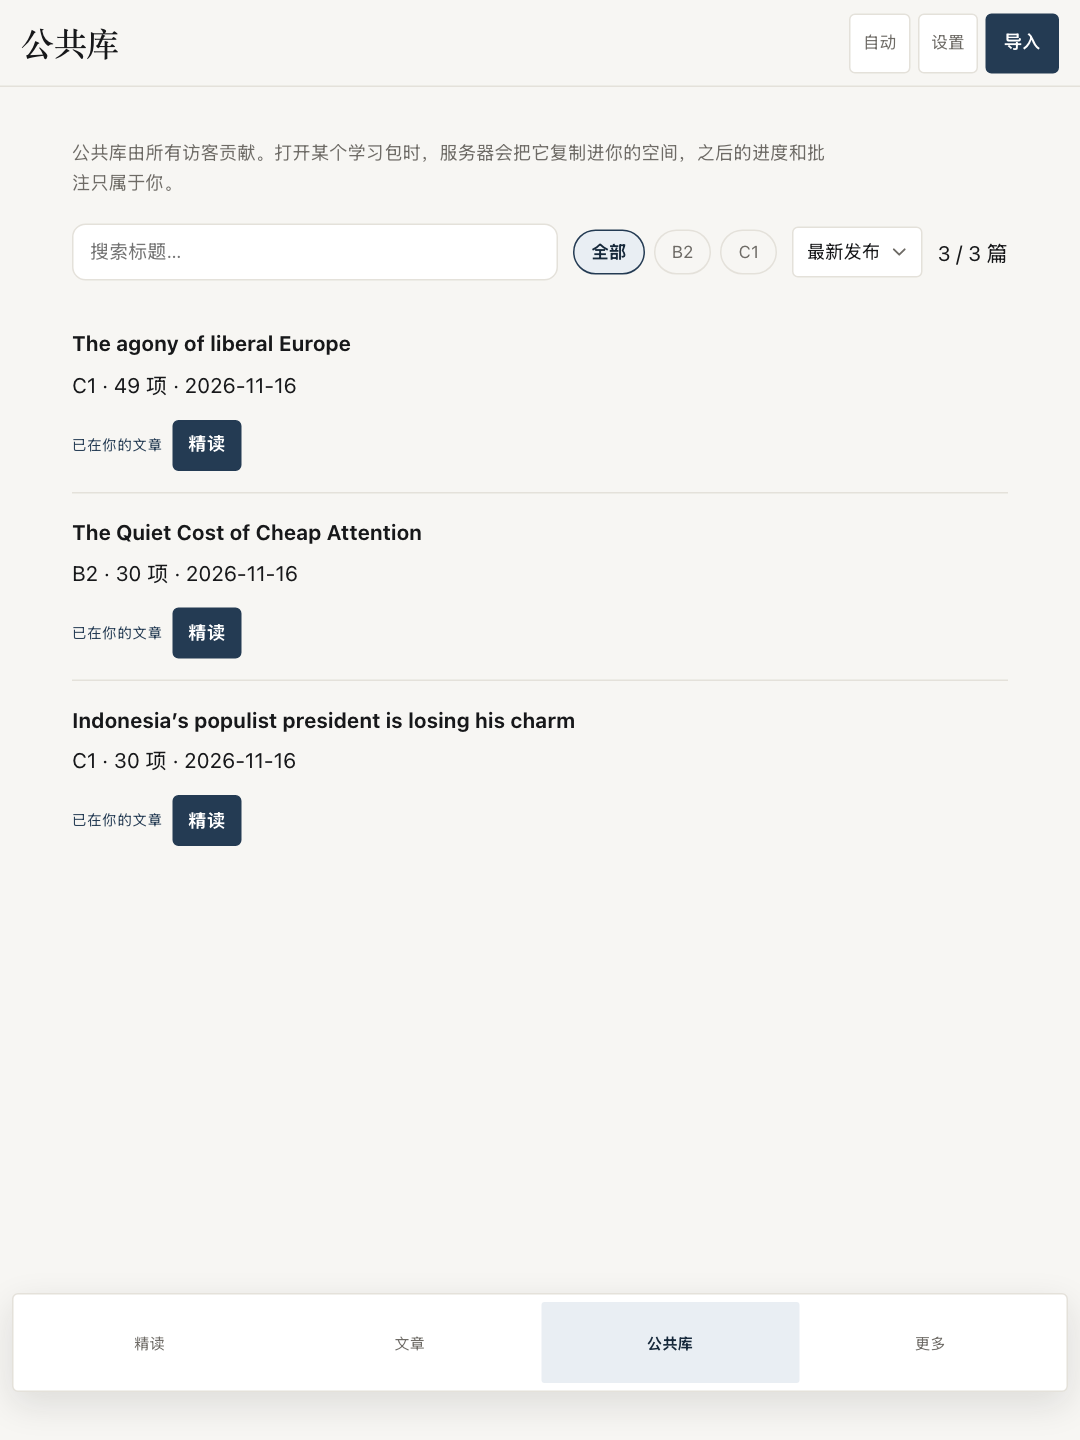 公共库
自动
设置
导入
公共库由所有访客贡献。打开某个学习包时，服务器会把它复制进你的空间，之后的进度和批
注只属于你。
搜索标题...
全部
B2
C1
最新发布
3 / 3 篇
The agony of liberal Europe
C1 · 49 项 · 2026-11-16
已在你的文章
精读
The Quiet Cost of Cheap Attention
B2 · 30 项 · 2026-11-16
已在你的文章
精读
Indonesia’s populist president is losing his charm
C1 · 30 项 · 2026-11-16
已在你的文章
精读
精读
文章
公共库
更多